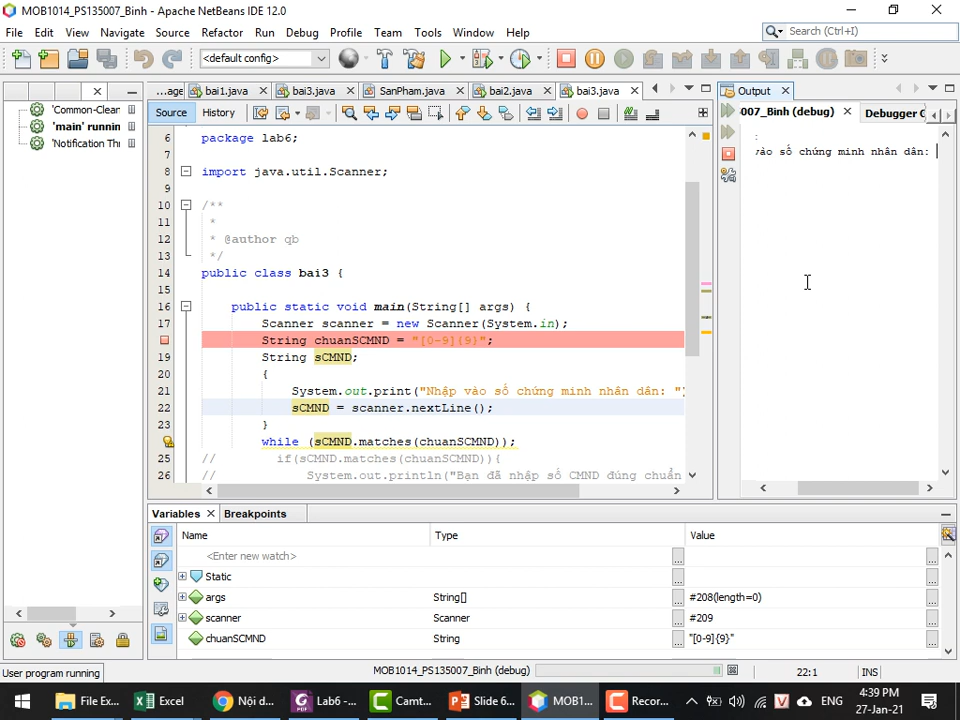 MOB1014_PS135007_Binh - Apache NetBeans IDE 12.0
File Edit View Navigate Source Refactor Run Debug Profile Team Tools Window Help
Search (Ctrl+I)
<default config>
...age bai1.java bai3.java SanPham.java bai2.java bai3.java
Output
Source History
007_Binh (debug) Debugger C
'Common-Clear
'main' runnin
'Notification Thr
6 package lab6;
7
8 import java.util.Scanner;
9
10 /**
11 *
12 * @author qb
13 */
14 public class bai3 {
15
16 public static void main(String[] args) {
17 Scanner scanner = new Scanner(System.in);
String chuanSCMND = "[0-9]{9}";
19 String sCMND;
20 {
21 System.out.print("Nhập vào số chứng minh nhân dân: ")
22 sCMND = scanner.nextLine();
23 }
while (sCMND.matches(chuanSCMND));
25 // if(sCMND.matches(chuanSCMND)){
26 // System.out.println("Bạn đã nhập số CMND đúng chuẩn
:
vào số chứng minh nhân dân:
Variables Breakpoints
Name Type Value
<Enter new watch>
Static
args String[] #208(length=0)
scanner Scanner #209
chuanSCMND String "[0-9]{9}"
User program running
MOB1014_PS135007_Binh (debug)
22:1 INS
File Ex... Excel Nội d... Lab6 -... Camt... Slide 6... MOB1... Recor...
4:39 PM
27-Jan-21